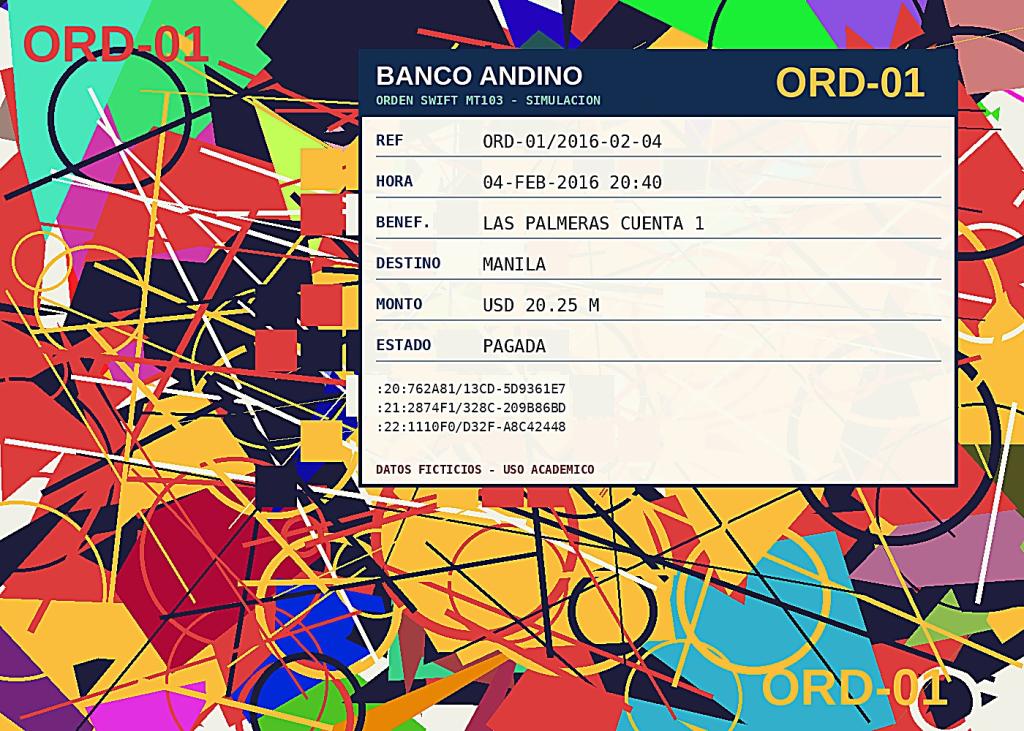 ORD-01
BANCO ANDINO
ORDEN SWIFT MT103 - SIMULACION
ORD-01
REF ORD-01/2016-02-04
HORA 04-FEB-2016 20:40
BENEF. LAS PALMERAS CUENTA 1
DESTINO MANILA
MONTO USD 20.25 M
ESTADO PAGADA
:20:762A81/13CD-5D9361E7
:21:2874F1/328C-209B86BD
:22:1110F0/D32F-A8C42448
DATOS FICTICIOS - USO ACADEMICO
ORD-01